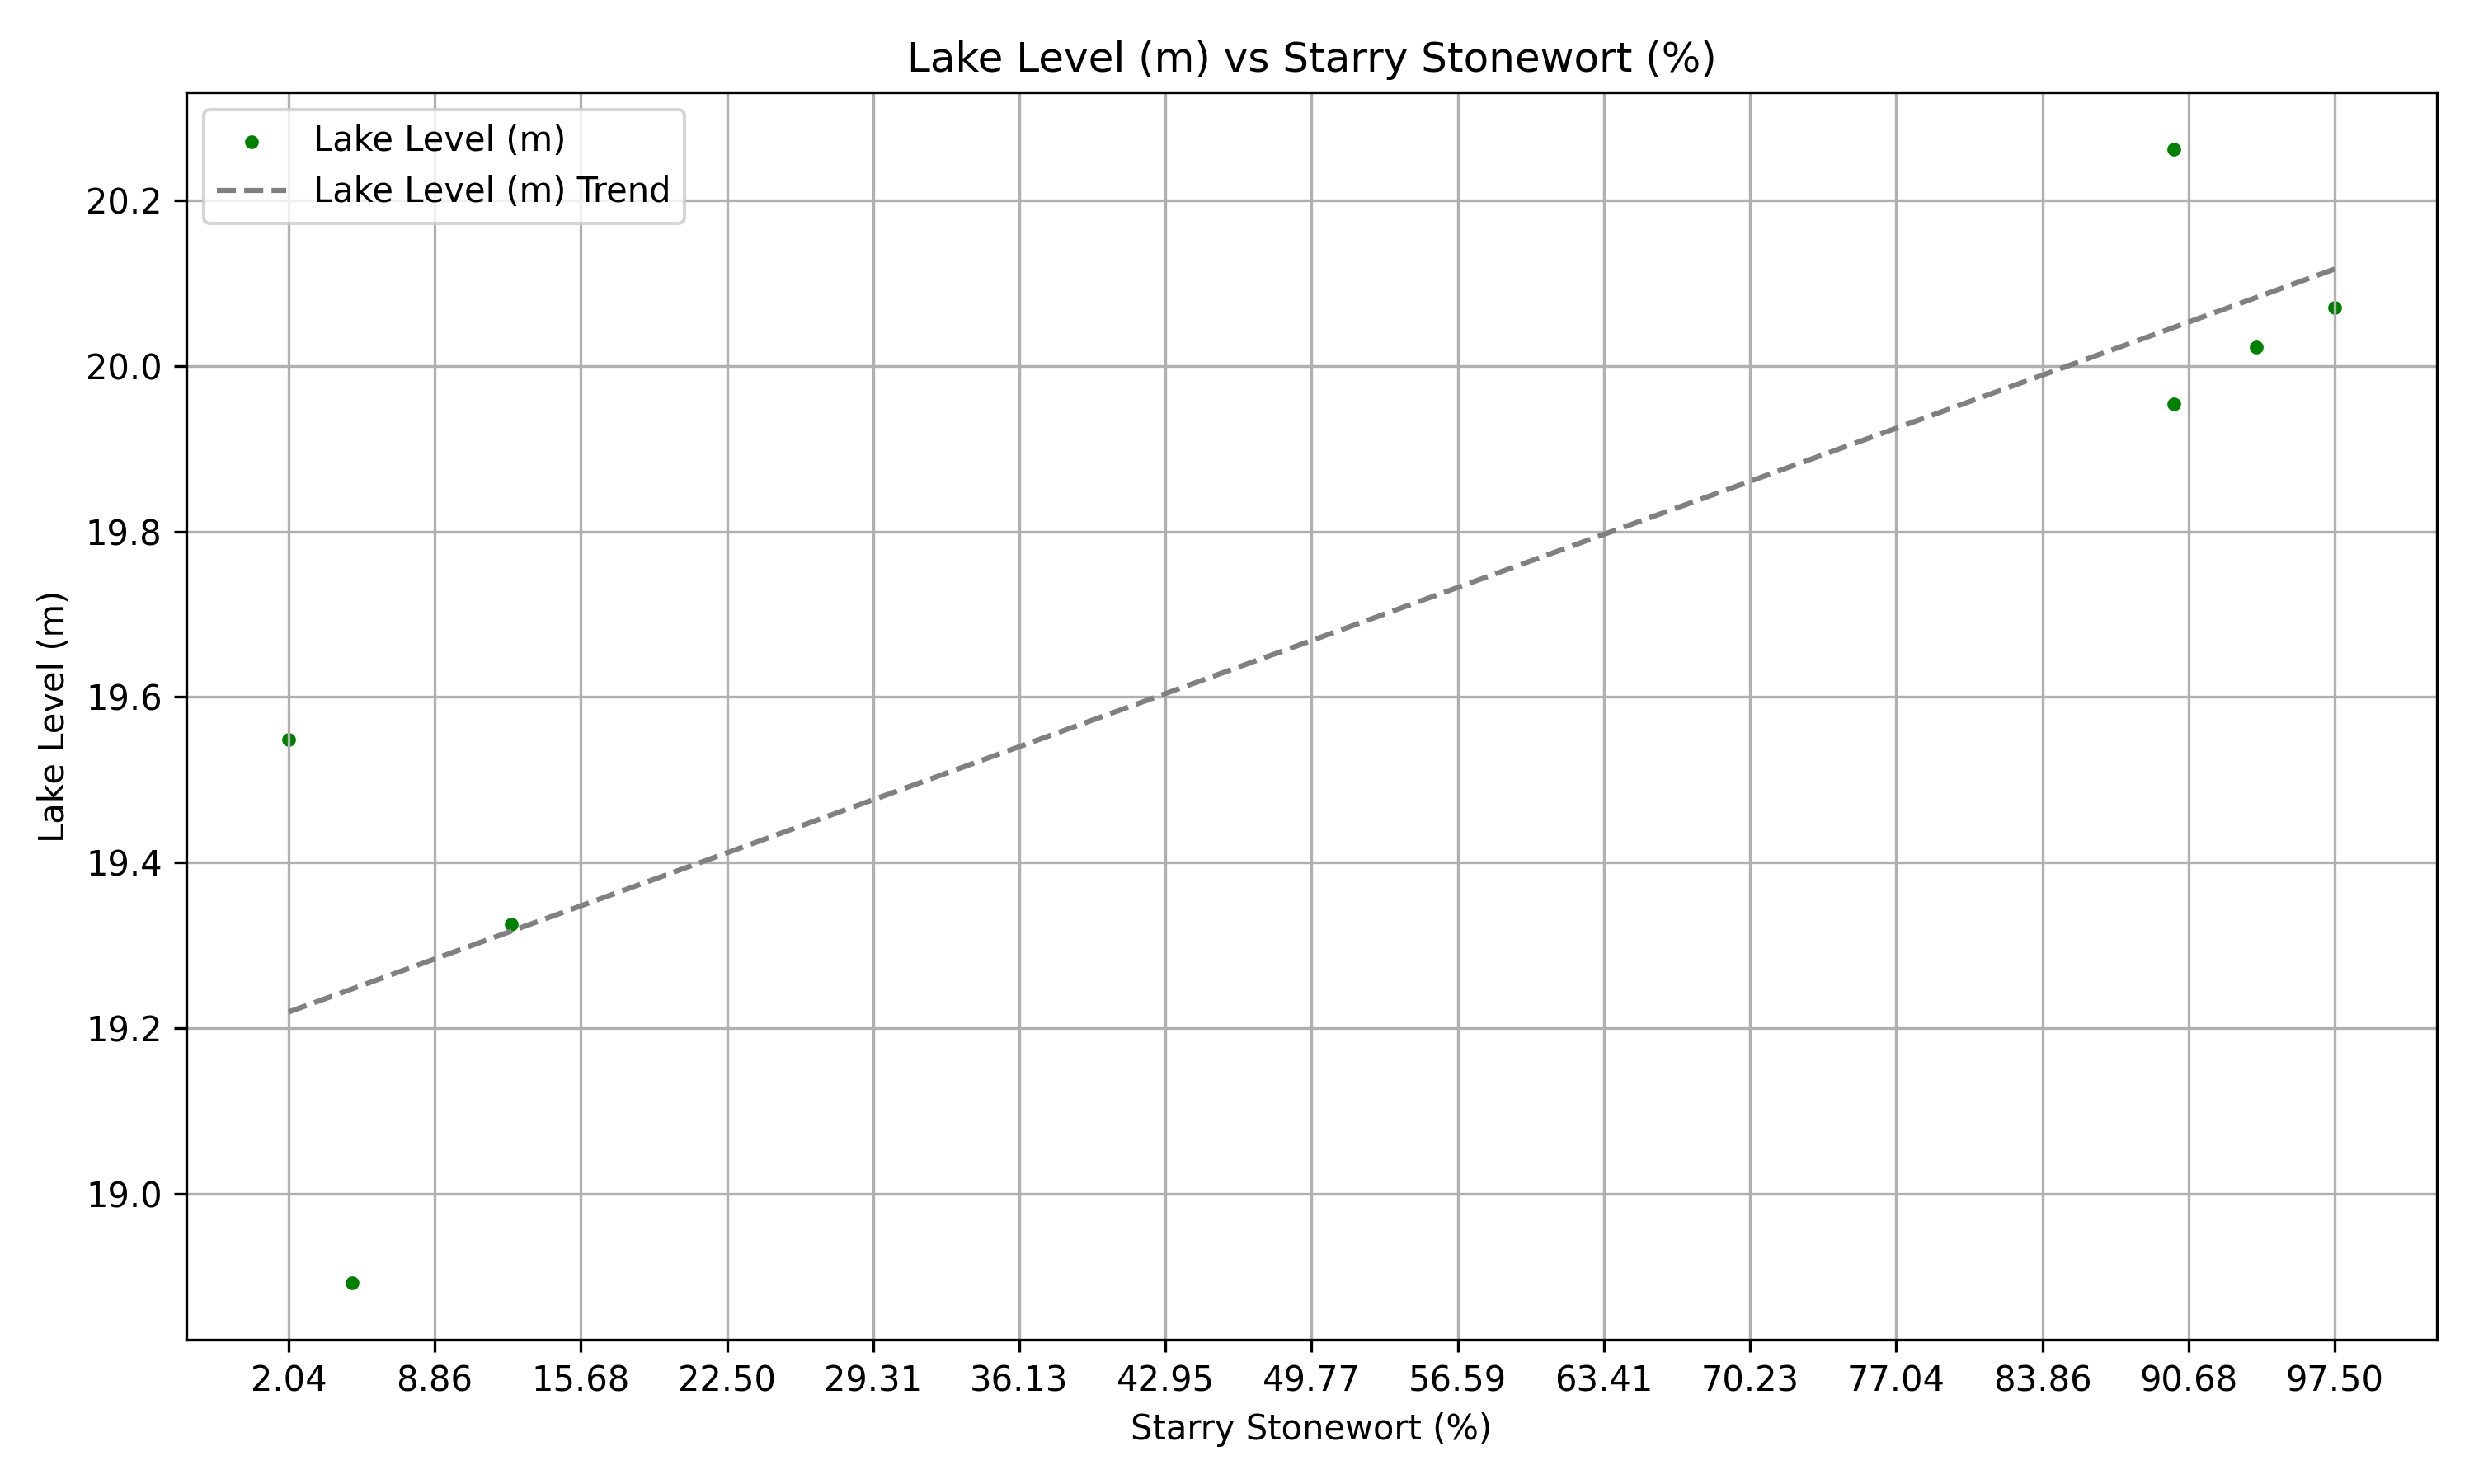 Lake Level (m) vs Starry Stonewort (%)
Lake Level (m)
Lake Level (m) Trend
20.2
20.0
19.8
19.6
19.4
19.2
19.0
Lake Level (m)
2.04 8.86 15.68 22.50 29.31 36.13 42.95 49.77 56.59 63.41 70.23 77.04 83.86 90.68 97.50
Starry Stonewort (%)